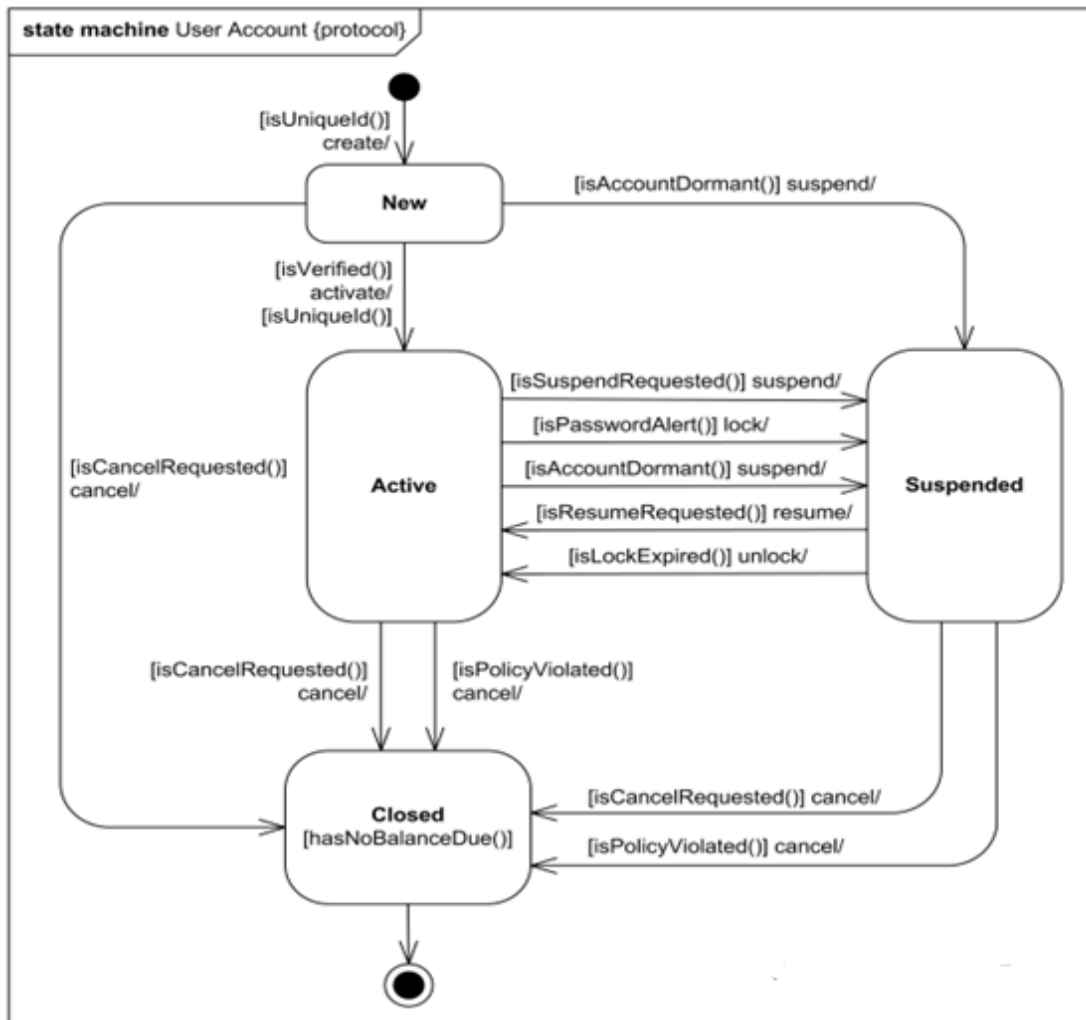 state machine User Account {protocol}
[isUniqueId()]
create/
New
[isAccountDormant()] suspend/
[isVerified()]
activate/
[isUniqueId()]
[isSuspendRequested()] suspend/
[isPasswordAlert()] lock/
[isCancelRequested()]
cancel/
Active
[isAccountDormant()] suspend/
Suspended
[isResumeRequested()] resume/
[isLockExpired()] unlock/
[isCancelRequested()]
cancel/
[isPolicyViolated()]
cancel/
Closed
[hasNoBalanceDue()]
[isCancelRequested()] cancel/
[isPolicyViolated()] cancel/